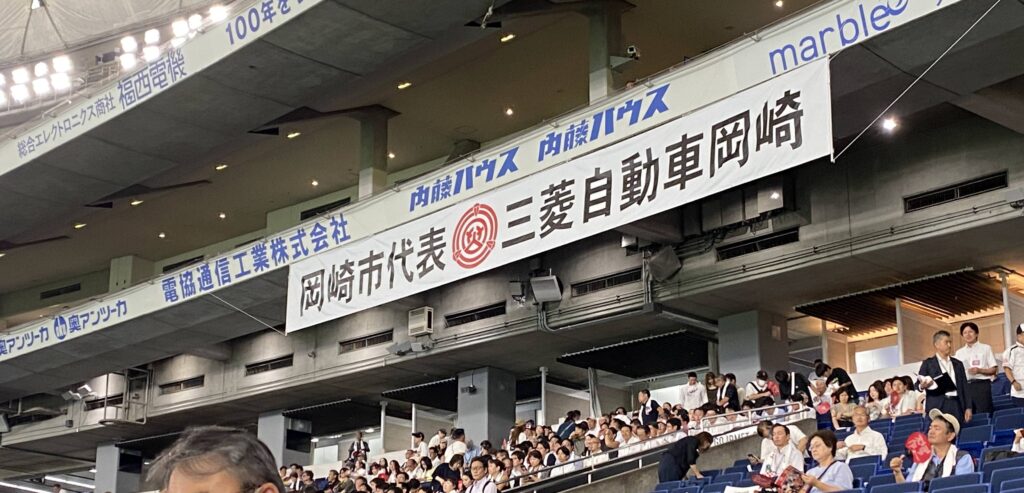 100年を
総合エレクトロニクス商社 福西電機
marble
内藤ハウス 内藤ハウス
岡崎市代表 三菱自動車岡崎
電協通信工業株式会社
奥アンツーカ 奥アンツーカ